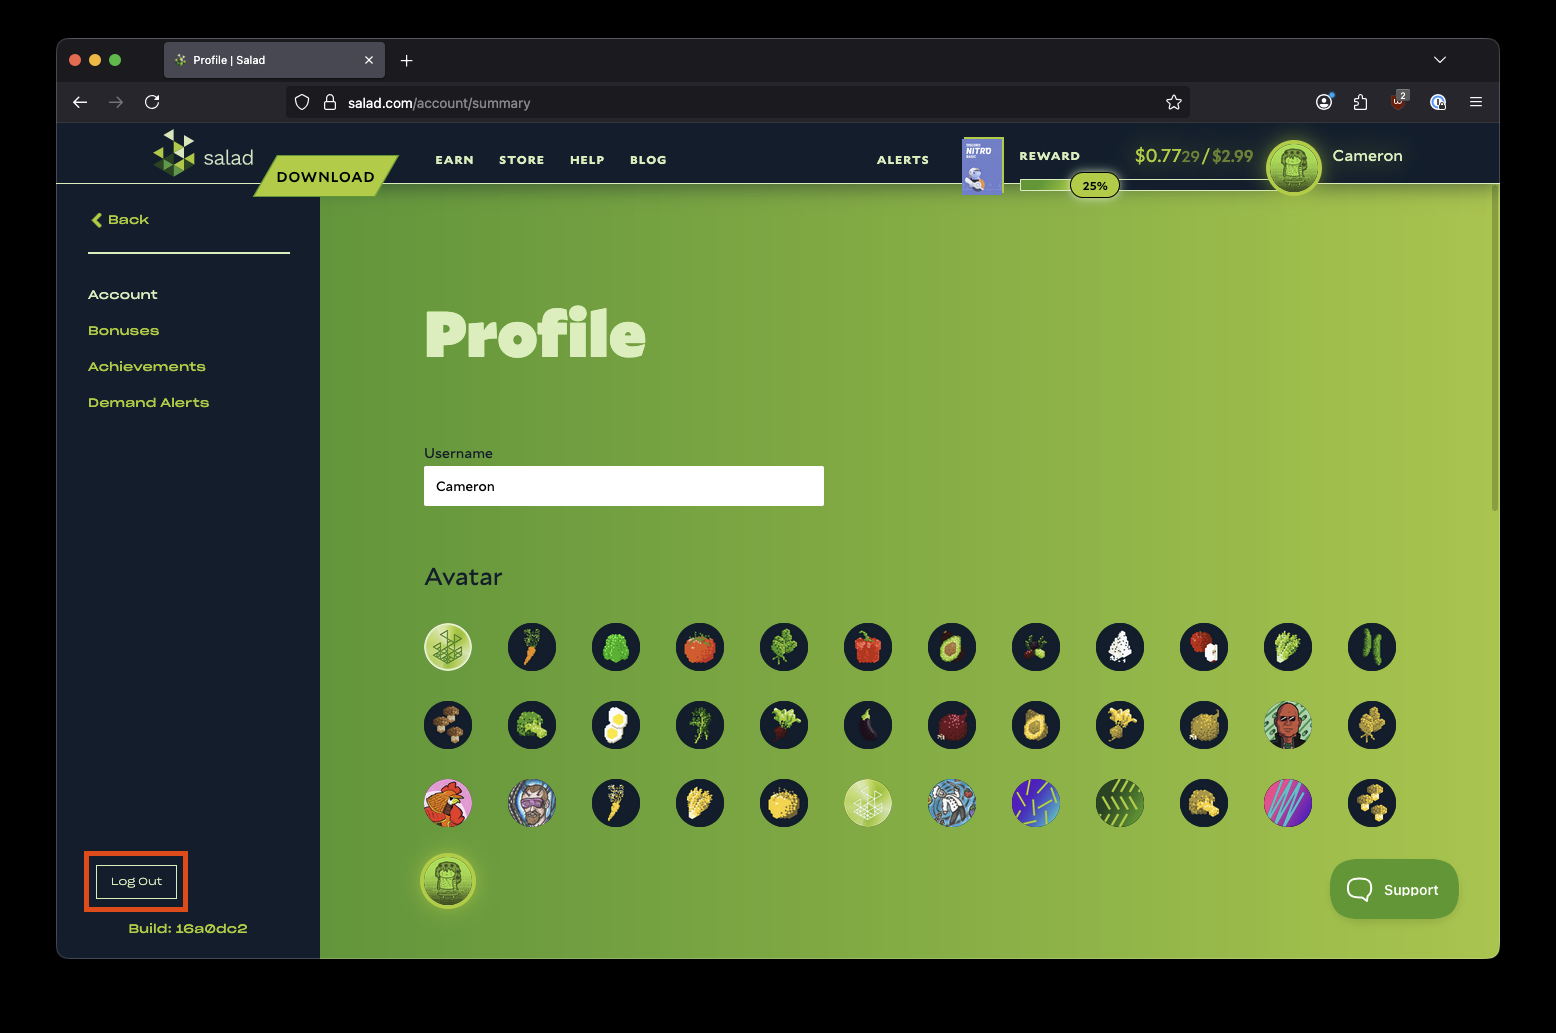 Profile | Salad
salad.com/account/summary
2
salad
DOWNLOAD
EARN
STORE
HELP
BLOG
ALERTS
NITRO
REWARD
25%
$0.7729/$2.99
Cameron
Back
Account
Bonuses
Achievements
Demand Alerts
Log Out
Build: 16a0dc2
Profile
Username
Cameron
Avatar
Support